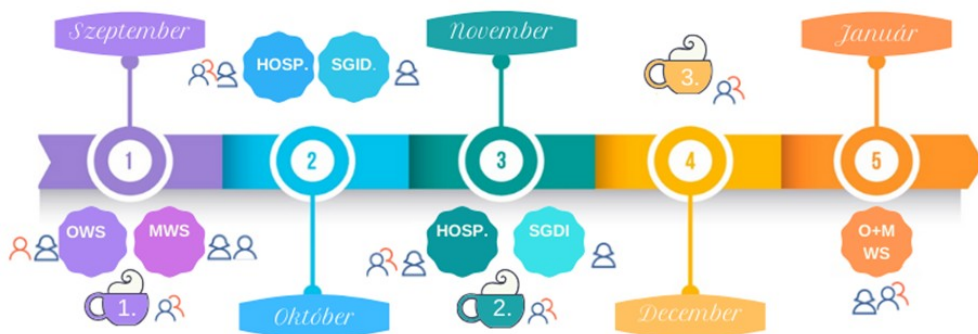 Szeptember
HOSP.
SGID.
November
3.
Január
1
2
3
4
5
OWS
MWS
HOSP.
SGDI
O+M
WS
1.
Október
2.
December